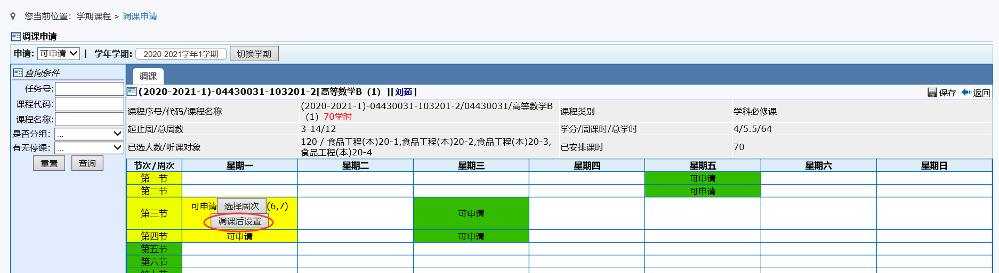 您当前位置：学期课程 > 调课申请
调课申请
申请: 可申请 | 学年学期: 2020-2021学年1学期 切换学期
查询条件
任务号:
课程代码:
课程名称:
是否分组: ...
有无停课: ...
重置 查询
调课
(2020-2021-1)-04430031-103201-2[高等数学B（1）][刘茹]
保存 返回
课程序号/代码/课程名称 (2020-2021-1)-04430031-103201-2/04430031/高等数学B
（1）70学时 课程类别 学科必修课
起止周/总周数 3-14/12 学分/周课时/总学时 4/5.5/64
已选人数/听课对象 120 / 食品工程(本)20-1,食品工程(本)20-2,食品工程(本)20-3,
食品工程(本)20-4 已安排课时 70
节次/周次 星期一 星期二 星期三 星期四 星期五 星期六 星期日
第一节 可申请
第二节 可申请
第三节 可申请 选择周次 (6,7) 可申请
调课后设置
第四节 可申请 可申请
第五节
第六节